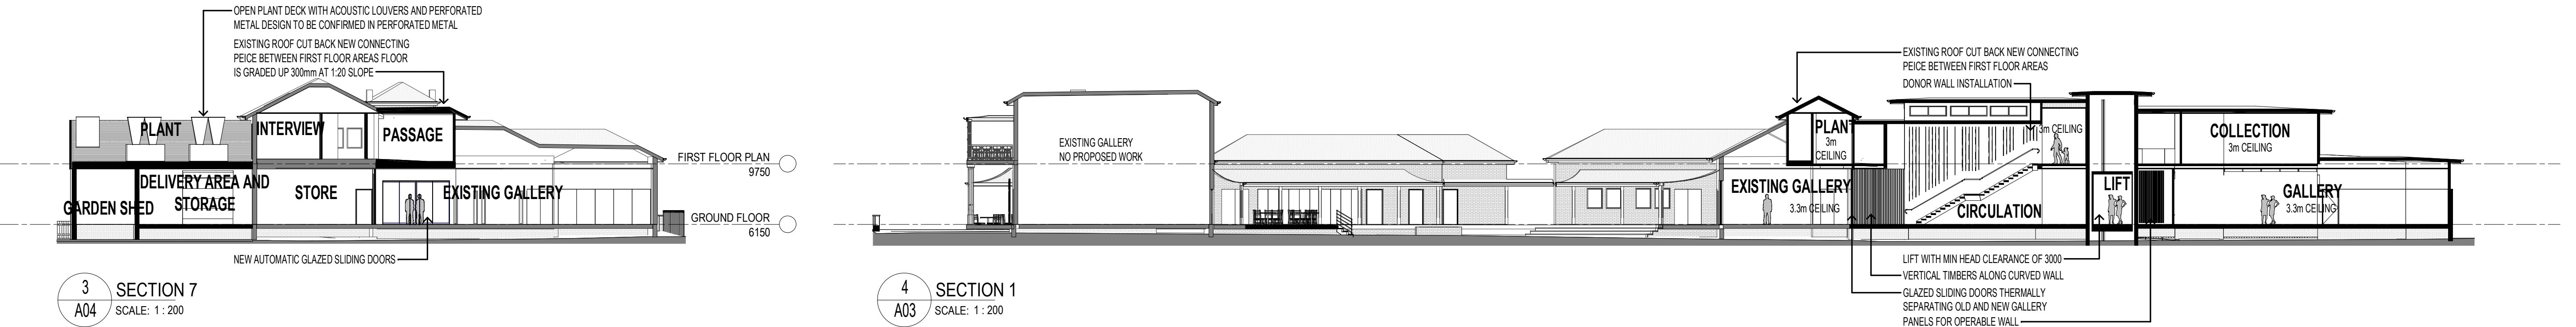 OPEN PLANT DECK WITH ACOUSTIC LOUVERS AND PERFORATED
METAL DESIGN TO BE CONFIRMED IN PERFORATED METAL
EXISTING ROOF CUT BACK NEW CONNECTING
PEICE BETWEEN FIRST FLOOR AREAS FLOOR
IS GRADED UP 300mm AT 1:20 SLOPE
PLANT
INTERVIEW
PASSAGE
DELIVERY AREA AND
STORAGE
GARDEN SHED
STORE
EXISTING GALLERY
FIRST FLOOR PLAN
9750
GROUND FLOOR
6150
NEW AUTOMATIC GLAZED SLIDING DOORS
3
A04
SECTION 7
SCALE: 1 : 200
EXISTING GALLERY
NO PROPOSED WORK
EXISTING ROOF CUT BACK NEW CONNECTING
PEICE BETWEEN FIRST FLOOR AREAS
DONOR WALL INSTALLATION
PLANT
3m
CEILING
3m CEILING
COLLECTION
3m CEILING
EXISTING GALLERY
3.3m CEILING
CIRCULATION
LIFT
GALLERY
3.3m CEILING
LIFT WITH MIN HEAD CLEARANCE OF 3000
VERTICAL TIMBERS ALONG CURVED WALL
GLAZED SLIDING DOORS THERMALLY
SEPARATING OLD AND NEW GALLERY
PANELS FOR OPERABLE WALL
4
A03
SECTION 1
SCALE: 1 : 200